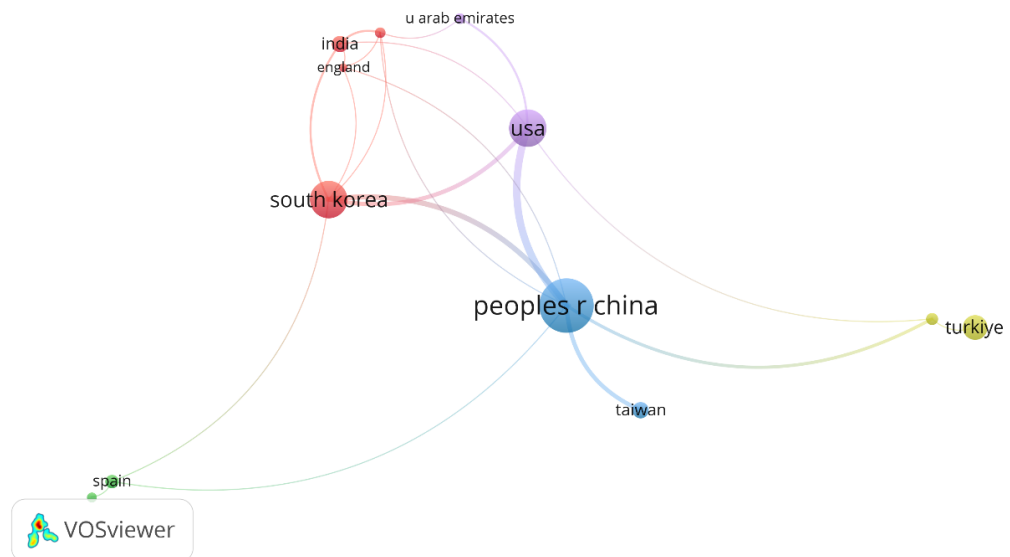 u arab emirates
india
england
usa
south korea
peoples r china
turkiye
taiwan
spain
VOSviewer